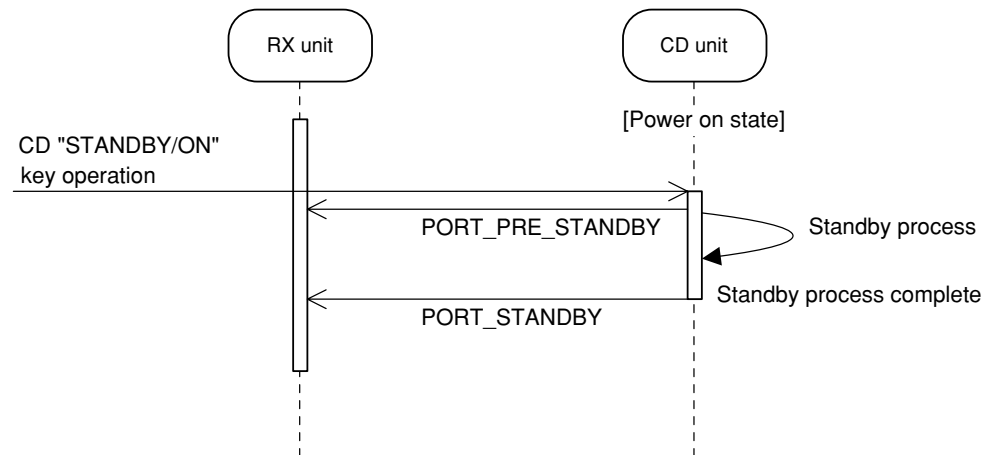 RX unit
CD unit
[Power on state]
CD "STANDBY/ON"
key operation
PORT_PRE_STANDBY
Standby process
Standby process complete
PORT_STANDBY